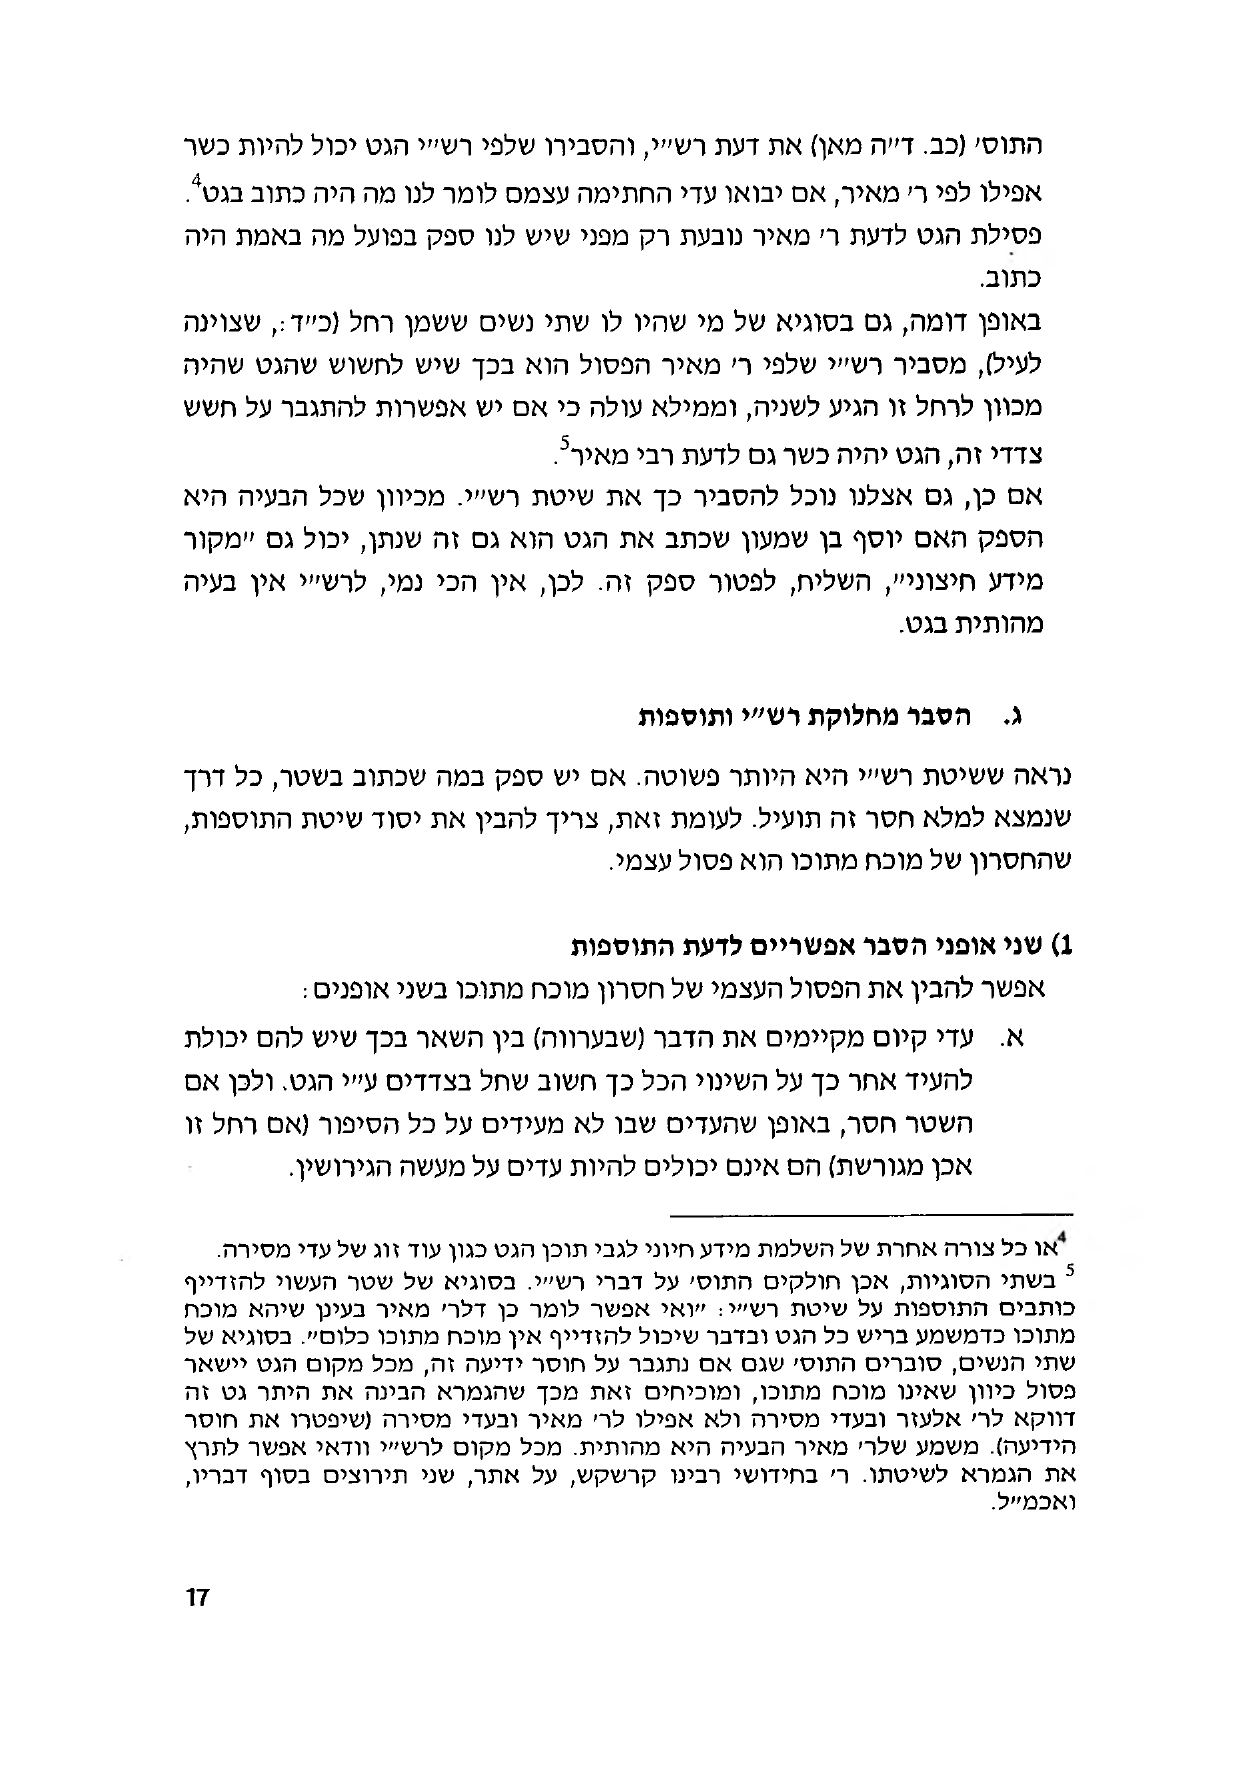 התוס' (כב. ד"ה מאן) את דעת רש"י, והסבירו שלפי רש"י הגט יכול להיות כשר
אפילו לפי ר' מאיר, אם יבואו עדי החתימה עצמם לומר לנו מה היה כתוב בגט4.
פסילת הגט לדעת ר' מאיר נובעת רק מפני שיש לנו ספק בפועל מה באמת היה
כתוב.
באופן דומה, גם בסוגיא של מי שהיו לו שתי נשים ששמן רחל (כ"ד:, שצוינה
לעיל), מסביר רש"י שלפי ר' מאיר הפסול הוא בכך שיש לחשוש שהגט שהיה
מכוון לרחל זו הגיע לשניה, וממילא עולה כי אם יש אפשרות להתגבר על חשש
צדדי זה, הגט יהיה כשר גם לדעת רבי מאיר5.
אם כן, גם אצלנו נוכל להסביר כך את שיטת רש"י. מכיוון שכל הבעיה היא
הספק האם יוסף בן שמעון שכתב את הגט הוא גם זה שנתן, יכול גם "מקור
מידע חיצוני", השליח, לפטור ספק זה. לכן, אין הכי נמי, לרש"י אין בעיה
מהותית בגט.
ג. הסבר מחלוקת רש"י ותוספות
נראה ששיטת רש"י היא היותר פשוטה. אם יש ספק במה שכתוב בשטר, כל דרך
שנמצא למלא חסר זה תועיל. לעומת זאת, צריך להבין את יסוד שיטת התוספות,
שהחסרון של מוכח מתוכו הוא פסול עצמי.
1) שני אופני הסבר אפשריים לדעת התוספות
אפשר להבין את הפסול העצמי של חסרון מוכח מתוכו בשני אופנים:
א. עדי קיום מקיימים את הדבר (שבערווה) בין השאר בכך שיש להם יכולת
להעיד אחר כך על השינוי הכל כך חשוב שחל בצדדים ע"י הגט. ולכן אם
השטר חסר, באופן שהעדים שבו לא מעידים על כל הסיפור (אם רחל זו
אכן מגורשת) הם אינם יכולים להיות עדים על מעשה הגירושין.
4או כל צורה אחרת של השלמת מידע חיוני לגבי תוכן הגט כגון עוד זוג של עדי מסירה.
5 בשתי הסוגיות, אכן חולקים התוס' על דברי רש"י. בסוגיא של שטר העשוי להזדייף
כותבים התוספות על שיטת רש"י: "ואי אפשר לומר כן דלר' מאיר בעינן שיהא מוכח
מתוכו כדמשמע בריש כל הגט ובדבר שיכול להזדייף אין מוכח מתוכו כלום". בסוגיא של
שתי הנשים, סוברים התוס' שגם אם נתגבר על חוסר ידיעה זה, מכל מקום הגט יישאר
פסול כיוון שאינו מוכח מתוכו, ומוכיחים זאת מכך שהגמרא הבינה את היתר גט זה
דווקא לר' אלעזר ובעדי מסירה ולא אפילו לר' מאיר ובעדי מסירה (שיפטרו את חוסר
הידיעה). משמע שלר' מאיר הבעיה היא מהותית. מכל מקום לרש"י וודאי אפשר לתרץ
את הגמרא לשיטתו. ר' בחידושי רבינו קרשקש, על אתר, שני תירוצים בסוף דבריו,
ואכמ"ל.
17